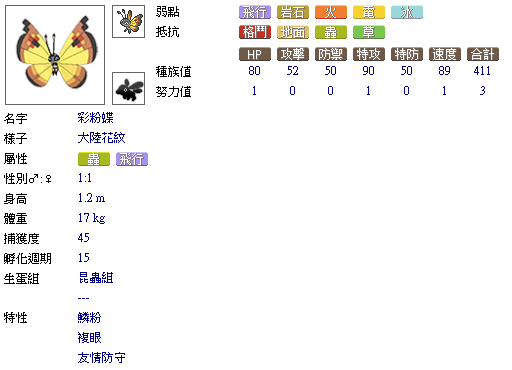 弱點 飛行 岩石 火 電 冰
抵抗 格鬥 地面 蟲 草
HP 攻擊 防禦 特攻 特防 速度 合計
種族值 80 52 50 90 50 89 411
努力值 1 0 0 1 0 1 3
名字 彩粉蝶
樣子 大陸花紋
屬性 蟲 飛行
性別♂:♀ 1:1
身高 1.2 m
體重 17 kg
捕獲度 45
孵化週期 15
生蛋組 昆蟲組
---
特性 鱗粉
複眼
友情防守